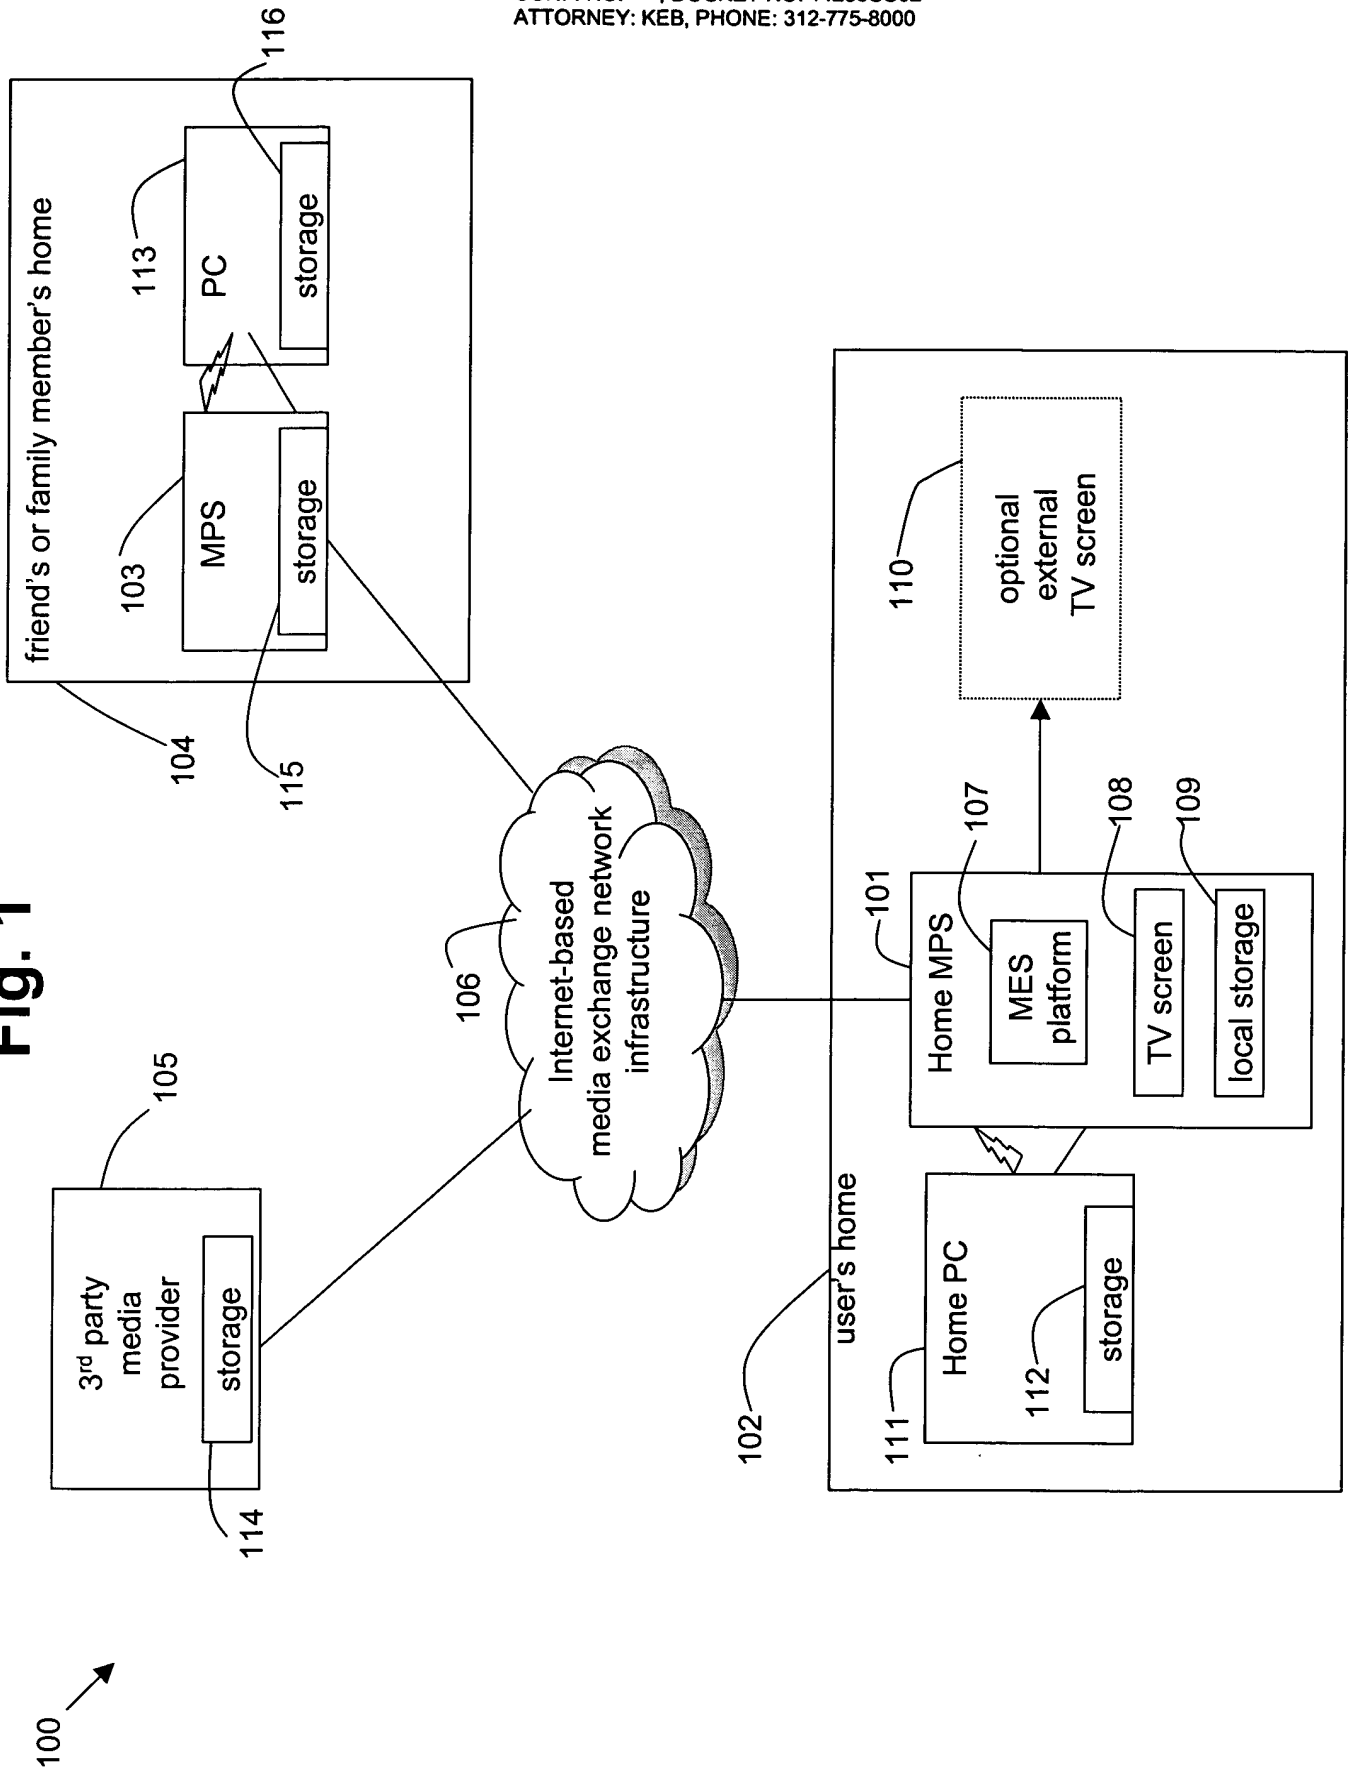 ATTORNEY: KEB, PHONE: 312-775-8000
Fig. 1
100
3rd party
media
provider
storage
105
114
friend's or family member's home
104
MPS
storage
103
115
PC
storage
113
116
106
Internet-based
media exchange network
infrastructure
user's home
102
Home PC
111
storage
112
Home MPS
101
MES
platform
107
TV screen
108
local storage
109
optional
external
TV screen
110